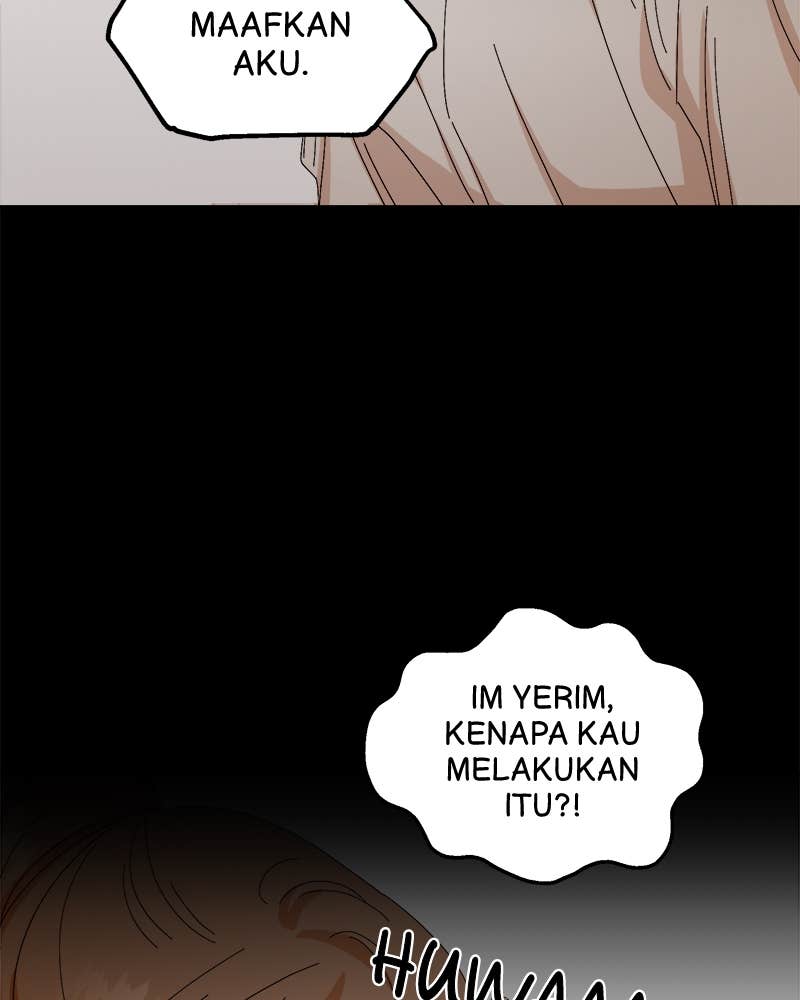 MAAFKAN
AKU.
IM YERIM,
KENAPA KAU
MELAKUKAN
ITU?!